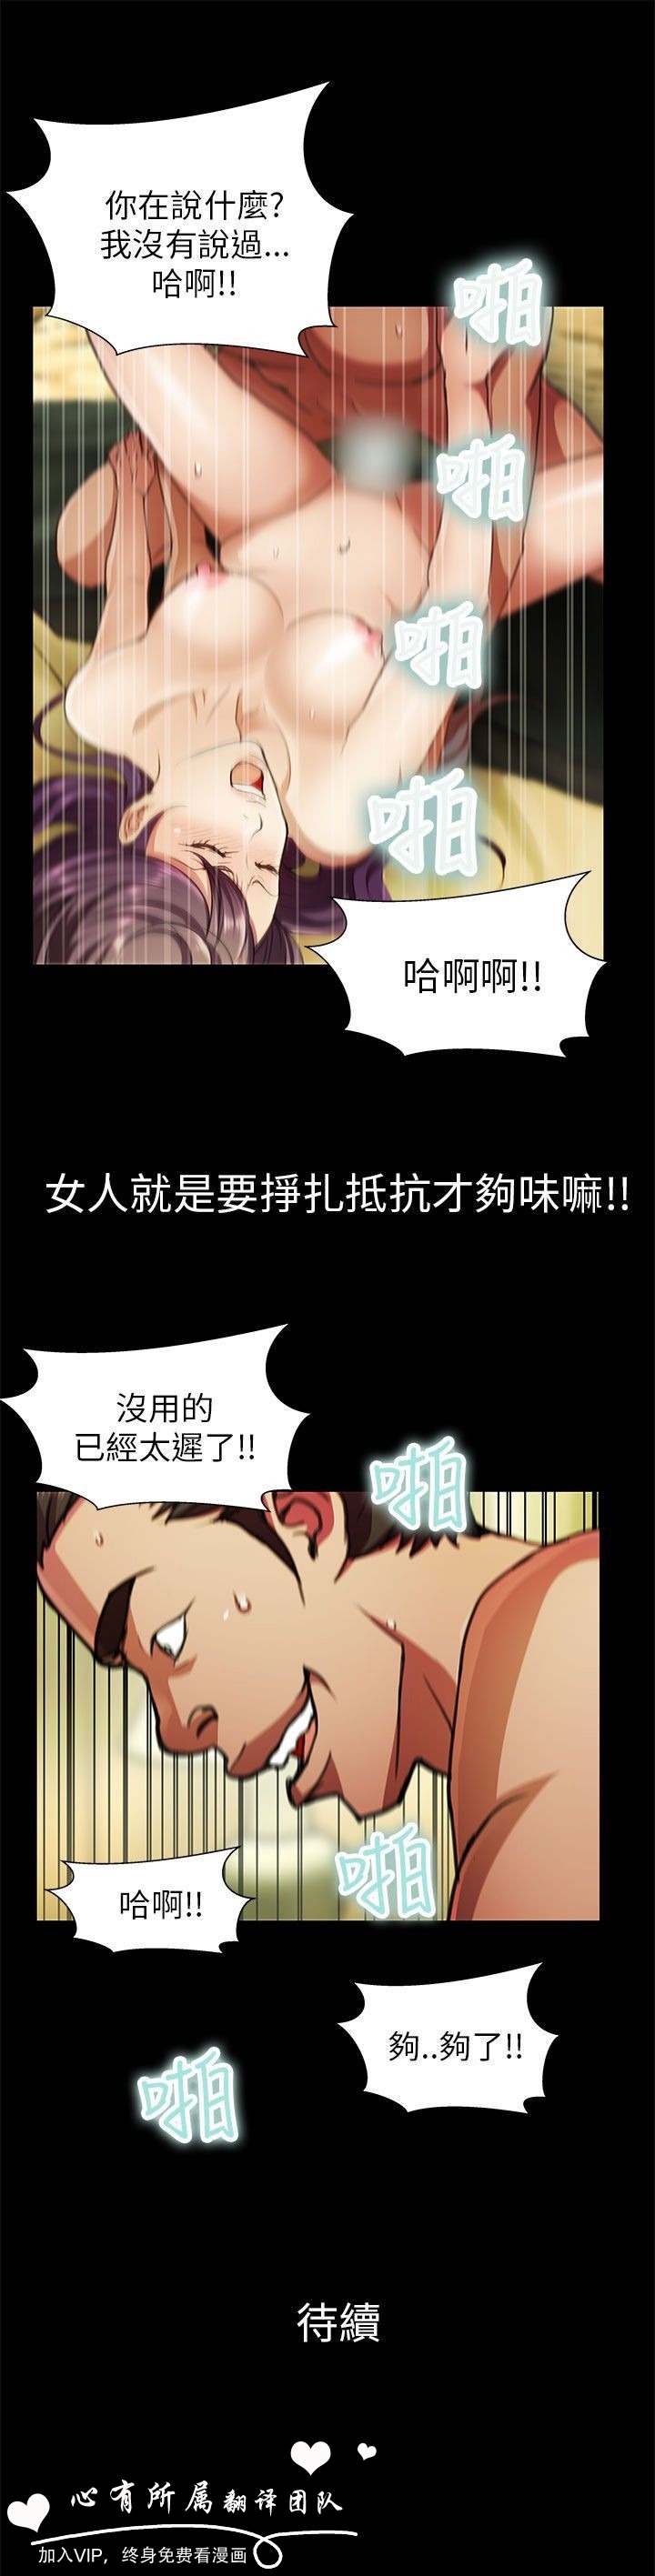 你在說什麼?
我沒有說過...
哈啊!!
啪
啪
啪
啪
哈啊啊!!
女人就是要掙扎抵抗才夠味嘛!!
沒用的
已經太遲了!!
啪
啪
哈啊!!
夠..夠了!!
啪
待續
心有所属翻译团队
加入VIP，终身免费看漫画